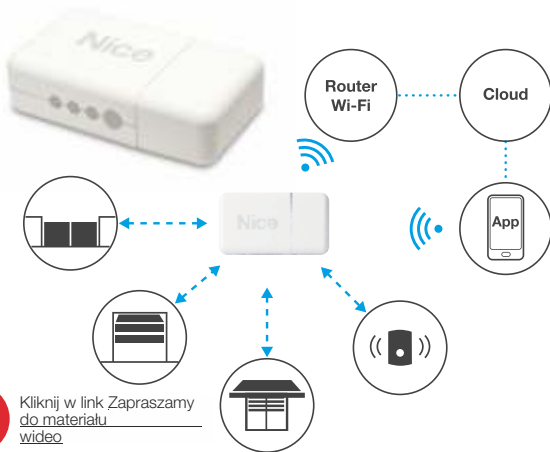 Nice
Router
Wi-Fi
Cloud
Nice
App
Kliknij w link Zapraszamy
do materiału
wideo